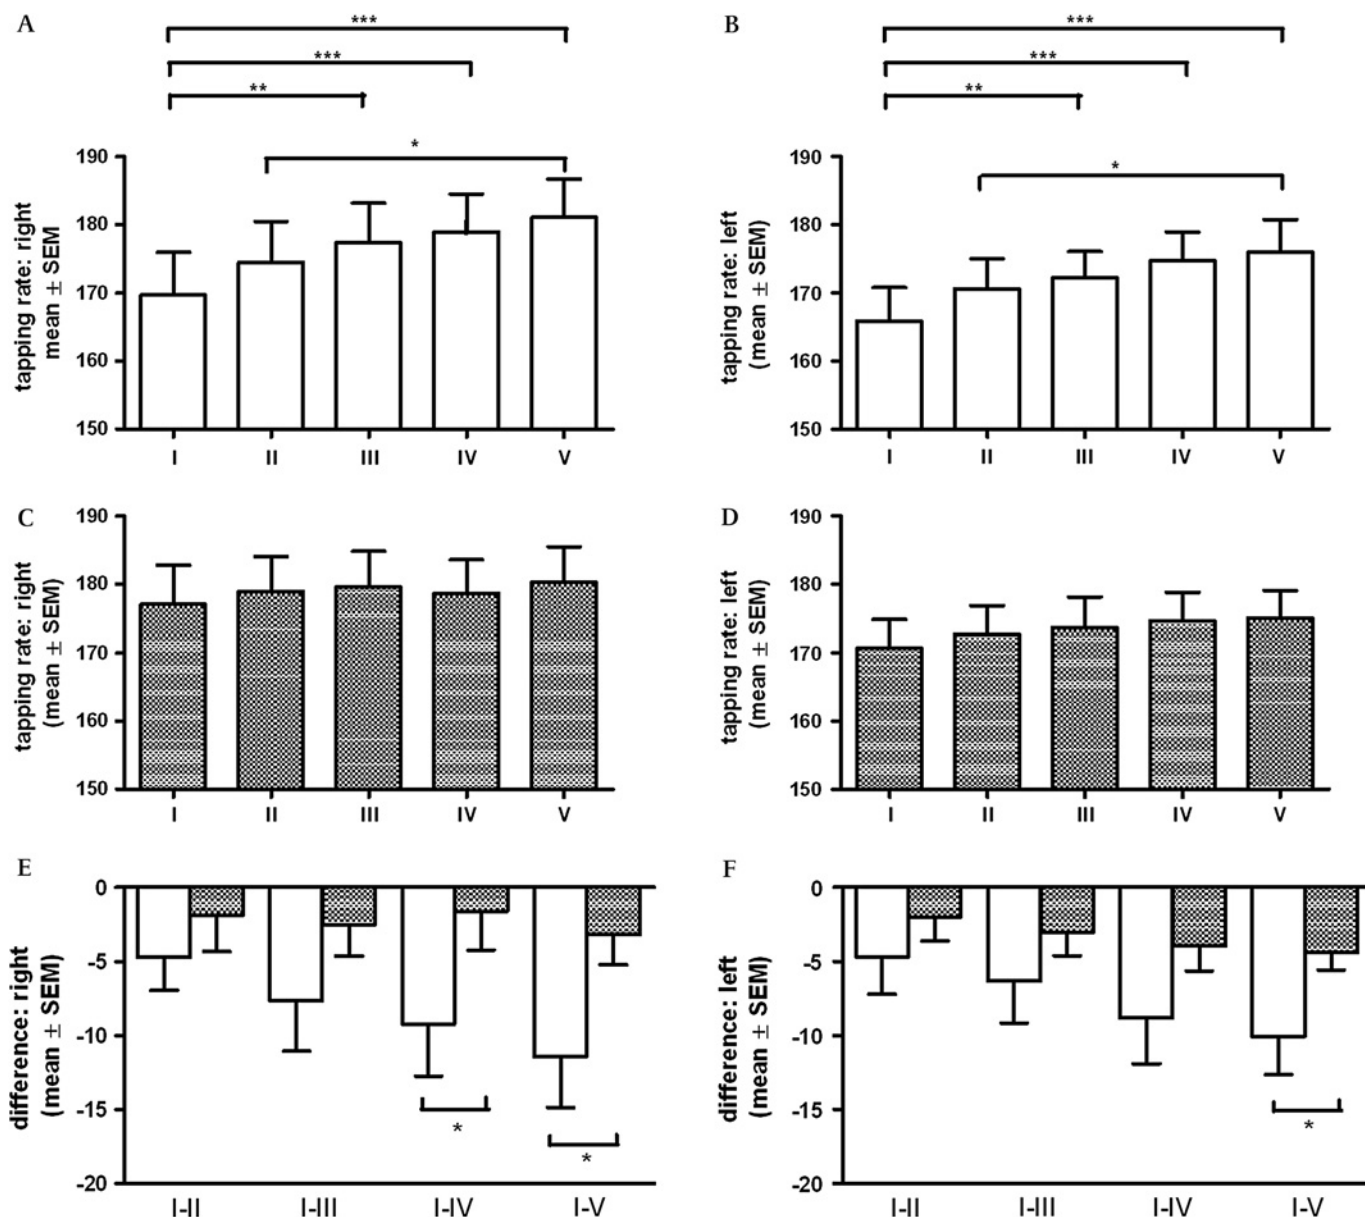 A
***
***
**
*
tapping rate: right
mean ± SEM
190
180
170
160
150
I II III IV V
B
***
***
**
*
tapping rate: left
(mean ± SEM)
190
180
170
160
150
I II III IV V
C
tapping rate: right
(mean ± SEM)
190
180
170
160
150
I II III IV V
D
tapping rate: left
(mean ± SEM)
190
180
170
160
150
I II III IV V
E
difference: right
(mean ± SEM)
0
-5
-10
-15
-20
*
*
I-II I-III I-IV I-V
F
difference: left
(mean ± SEM)
0
-5
-10
-15
-20
*
I-II I-III I-IV I-V